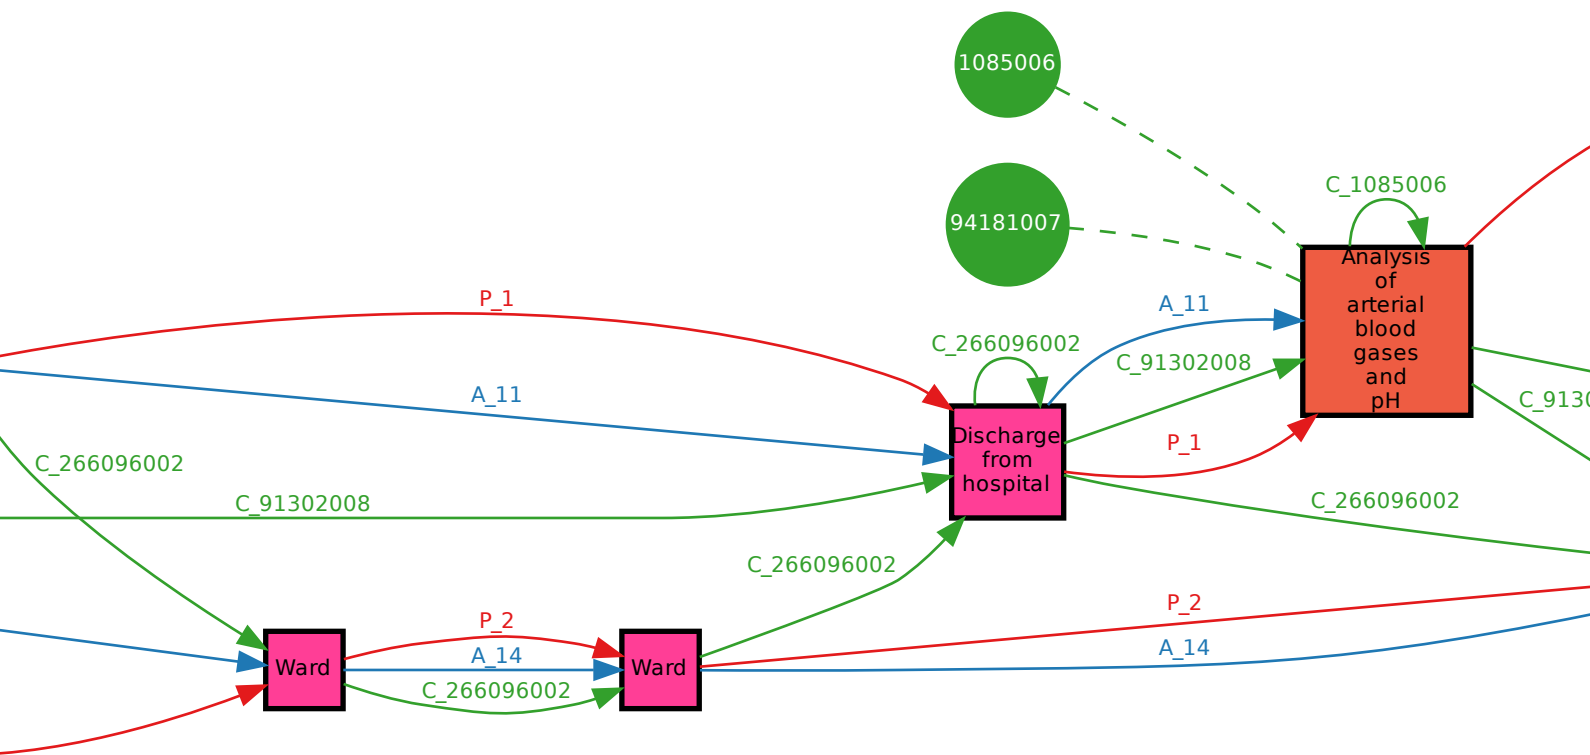 1085006
C_1085006
94181007
Analysis
of
arterial
blood
gases
and
pH
P_1
A_11
C_266096002
C_91302008
A_11
C_9130
Discharge
from
hospital
P_1
C_266096002
C_91302008
C_266096002
C_266096002
P_2
P_2
A_14
A_14
Ward
Ward
C_266096002